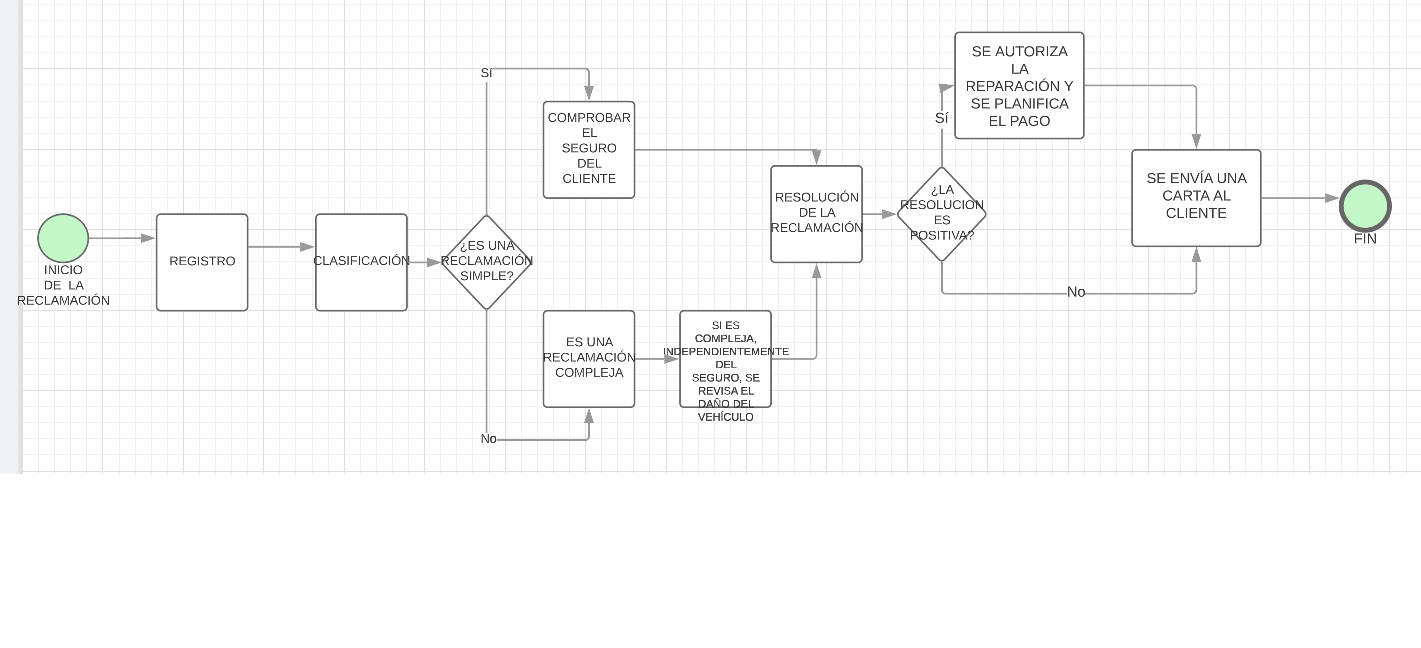 INICIO
DE LA
RECLAMACIÓN
REGISTRO
CLASIFICACIÓN
¿ES UNA
RECLAMACIÓN
SIMPLE?
Sí
COMPROBAR
EL
SEGURO
DEL
CLIENTE
No
ES UNA
RECLAMACIÓN
COMPLEJA
SI ES
COMPLEJA,
INDEPENDIENTEMENTE
DEL
SEGURO, SE
REVISA EL
DAÑO DEL
VEHÍCULO
RESOLUCIÓN
DE LA
RECLAMACIÓN
¿LA
RESOLUCION
ES
POSITIVA?
Sí
SE AUTORIZA
LA
REPARACIÓN Y
SE PLANIFICA
EL PAGO
No
SE ENVÍA UNA
CARTA AL
CLIENTE
FIN